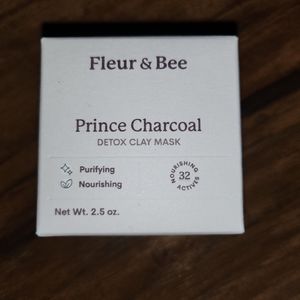 Fleur & Bee
Prince Charcoal
DETOX CLAY MASK
Purifying
Nourishing
NOURISHING
32
ACTIVES
Net Wt. 2.5 oz.